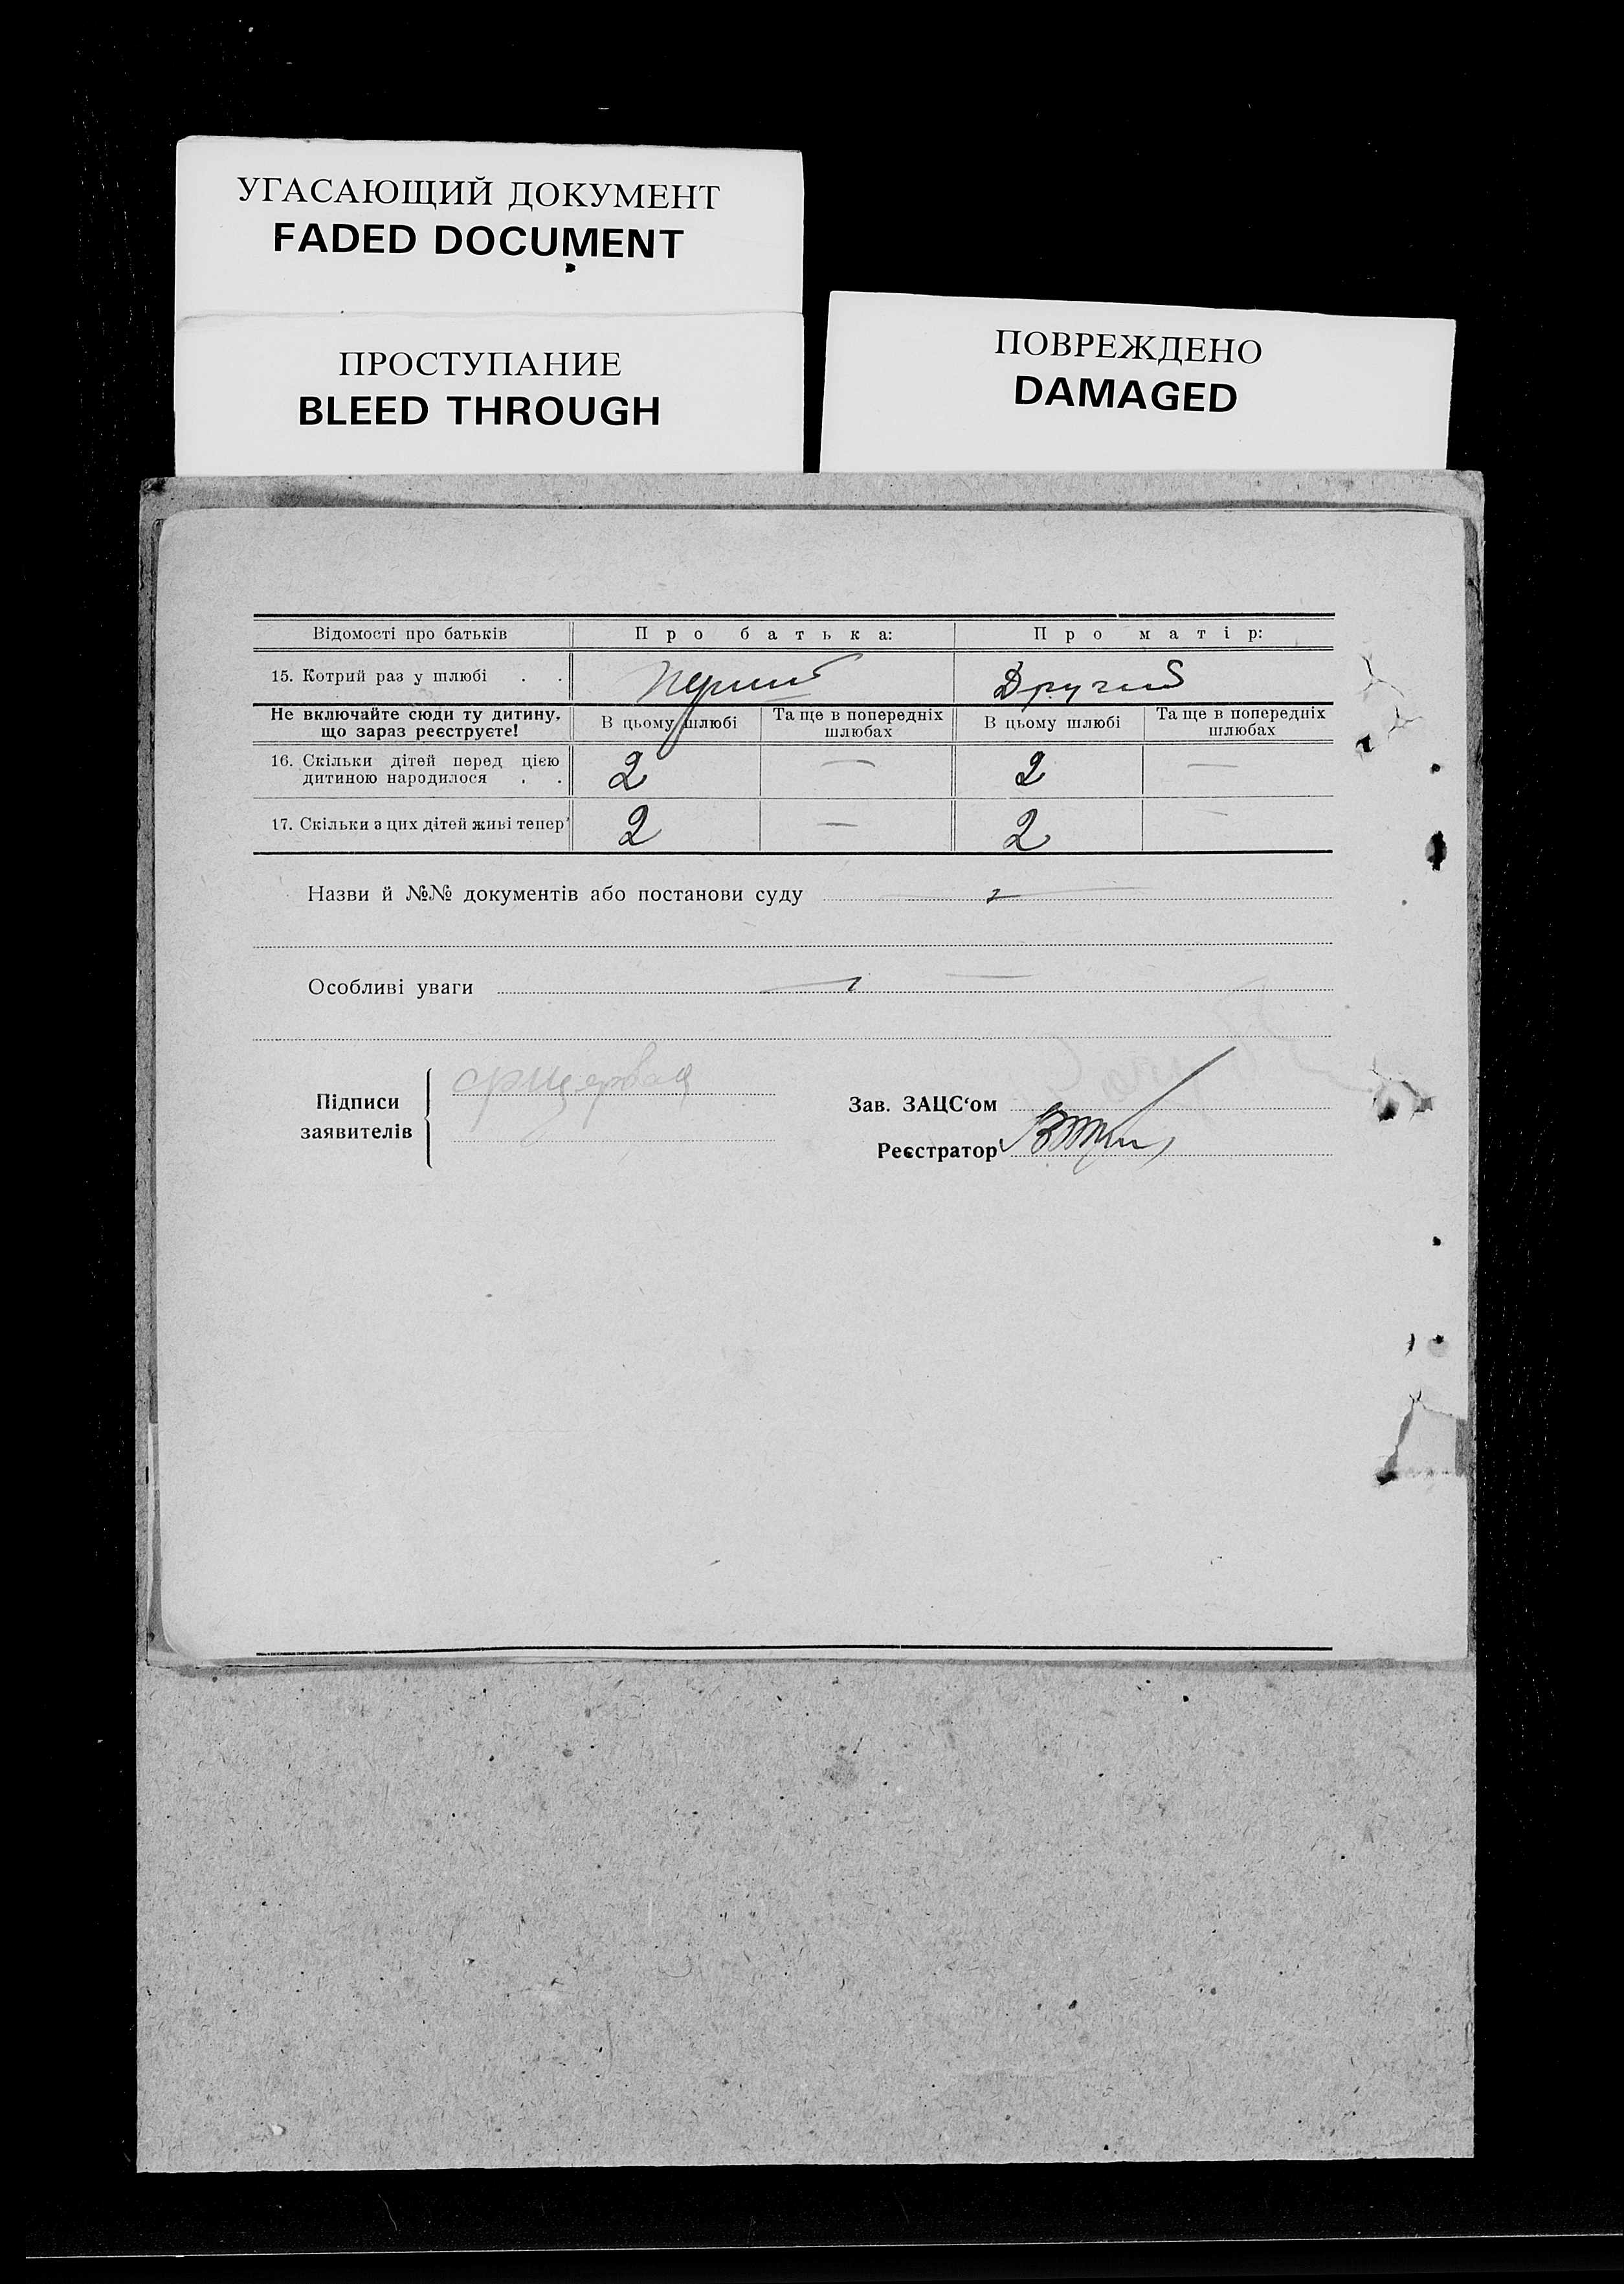 УГАСАЮЩИЙ ДОКУМЕНТ
FADED DOCUMENT
ПРОСТУПАНИЕ
BLEED THROUGH
ПОВРЕЖДЕНО
DAMAGED
Відомості про батьків Про батька: Про матір:
15. Котрий раз у шлюбі . . Перший Другий
Не включайте сюди ту дитину, що зараз реєструєте! В цьому шлюбі Та ще в попередніх шлюбах В цьому шлюбі Та ще в попередніх шлюбах
16. Скільки дітей перед цією дитиною народилося . . 2 — 2 —
17. Скільки з цих дітей живі тепер 2 — 2 —
Назви й №№ документів або постанови суду
Особливі уваги
Підписи заявителів
Зав. ЗАЦС‘ом
Реєстратор